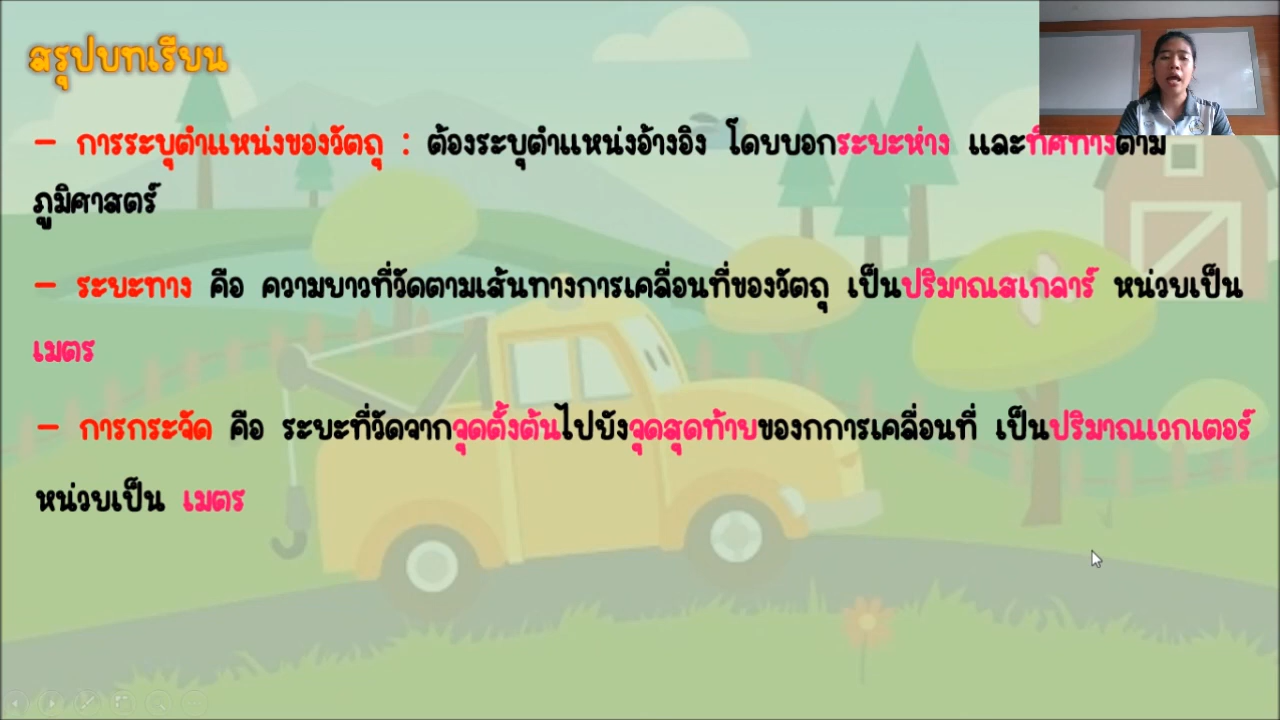 สรุปบทเรียน
- การระบุตำแหน่งของวัตถุ : ต้องระบุตำแหน่งอ้างอิง โดยบอกระยะห่าง และทิศทางตาม
ภูมิศาสตร์
- ระยะทาง คือ ความยาวที่วัดตามเส้นทางการเคลื่อนที่ของวัตถุ เป็นปริมาณสเกลาร์ หน่วยเป็น
เมตร
- การกระจัด คือ ระยะที่วัดจากจุดตั้งต้นไปยังจุดสุดท้ายของกการเคลื่อนที่ เป็นปริมาณเวกเตอร์
หน่วยเป็น เมตร